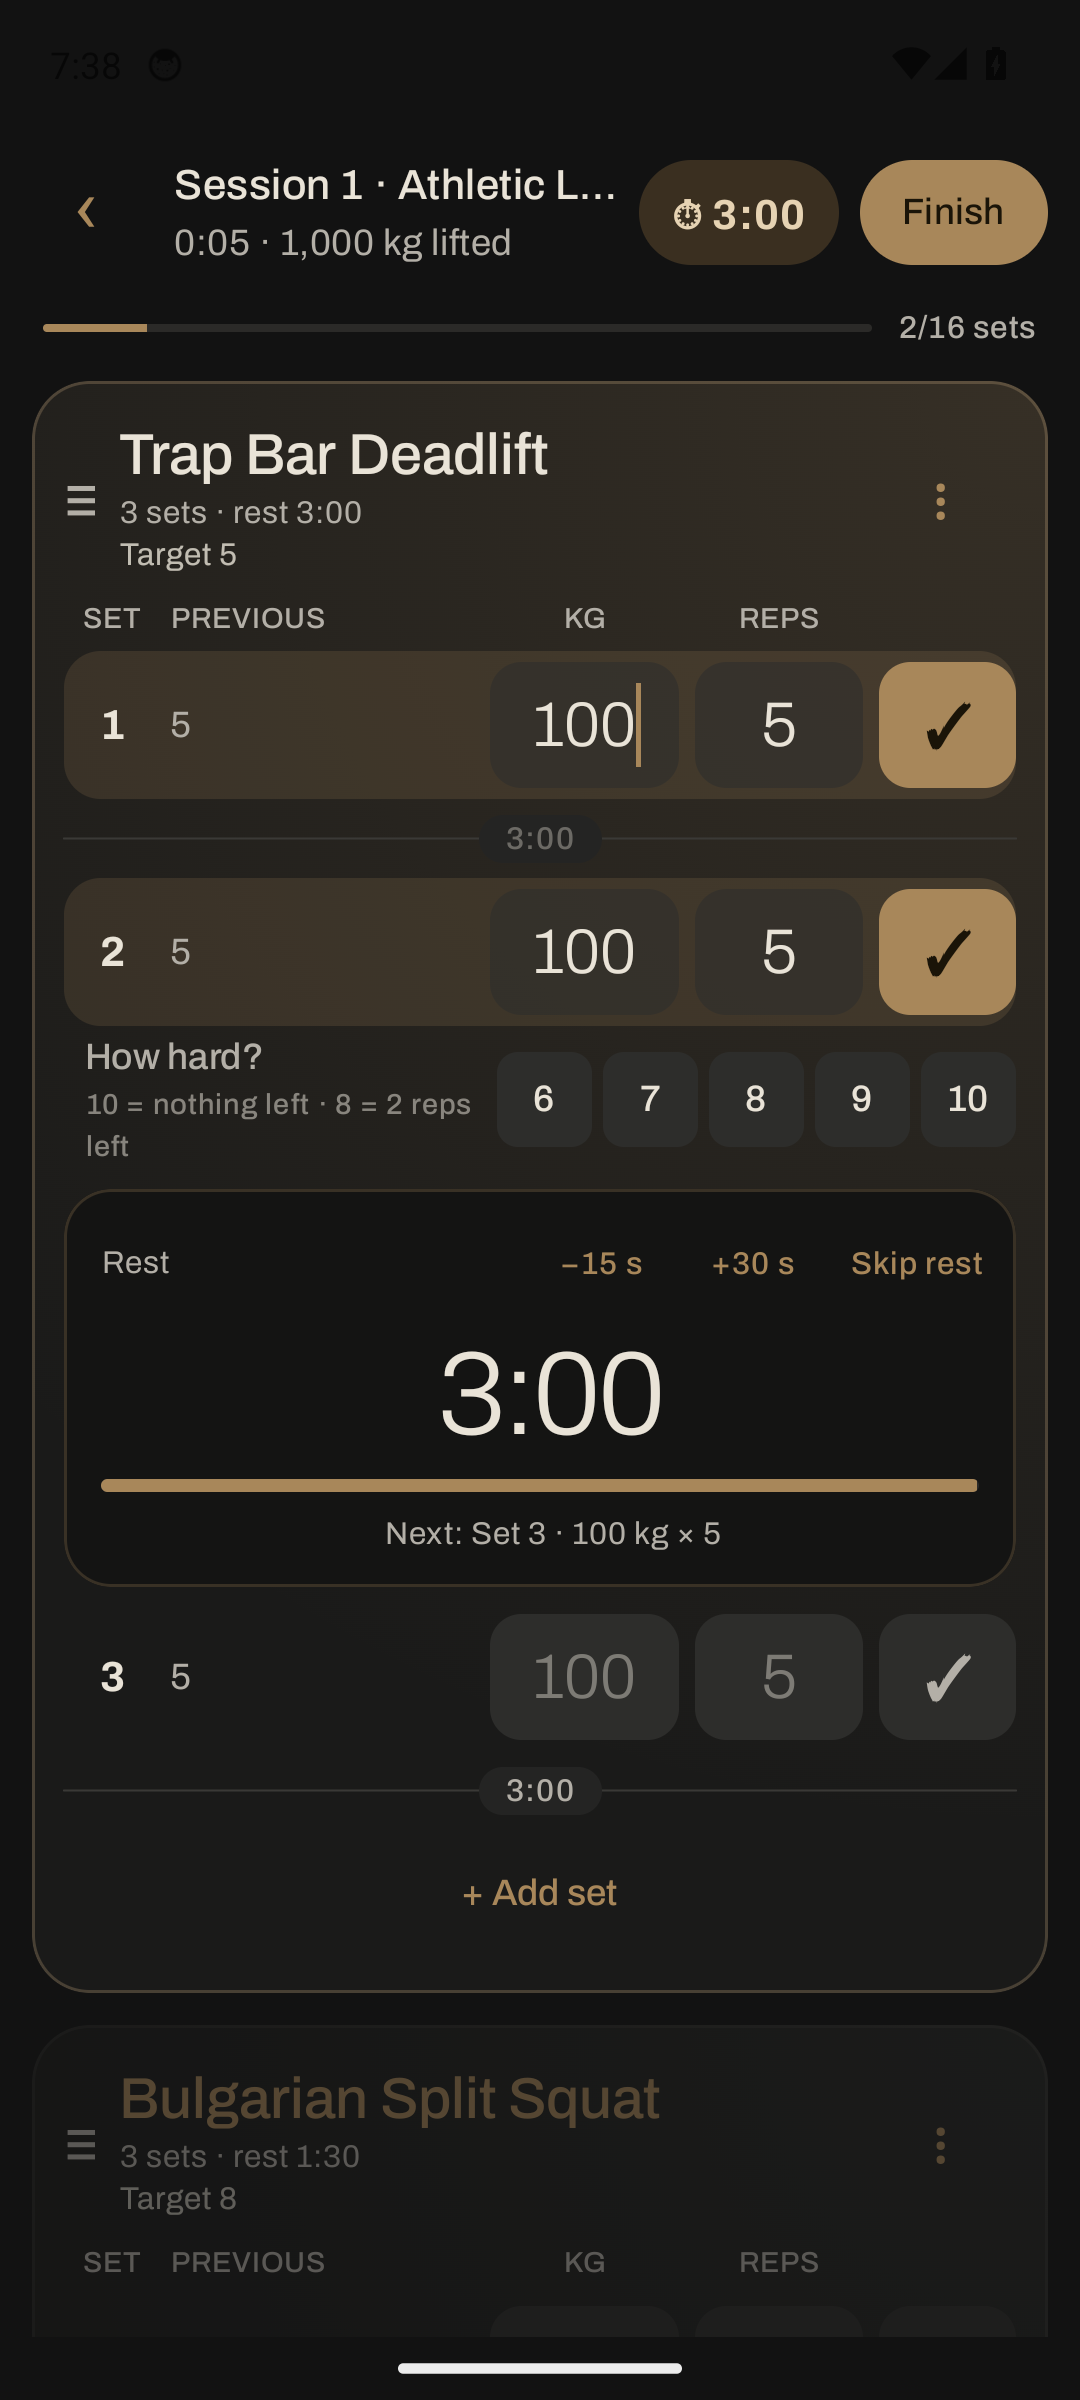 7:38
Session 1 · Athletic L...
0:05 · 1,000 kg lifted
3:00
Finish
2/16 sets
Trap Bar Deadlift
3 sets · rest 3:00
Target 5
SET PREVIOUS KG REPS
1 5 100 5 ✓
3:00
2 5 100 5 ✓
How hard?
10 = nothing left · 8 = 2 reps
left
6 7 8 9 10
Rest −15 s +30 s Skip rest
3:00
Next: Set 3 · 100 kg × 5
3 5 100 5 ✓
3:00
+ Add set
Bulgarian Split Squat
3 sets · rest 1:30
Target 8
SET PREVIOUS KG REPS